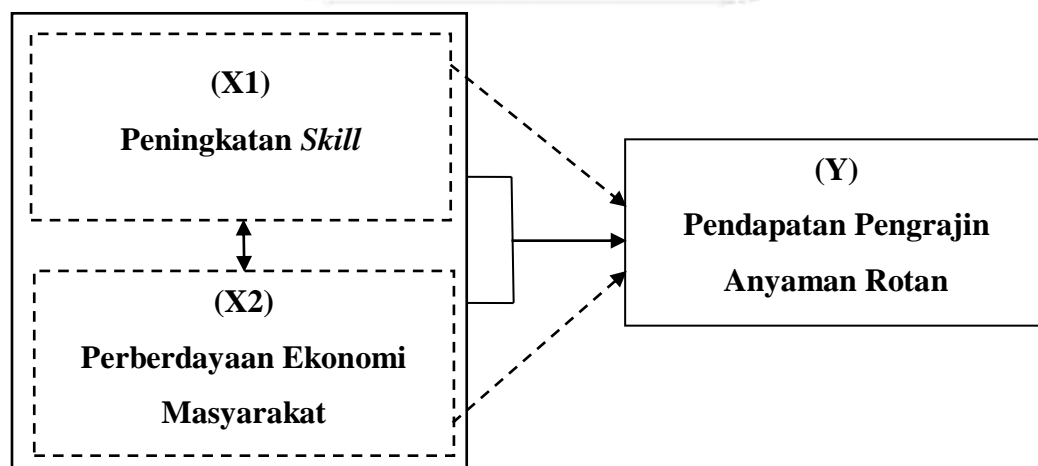 (X1)
Peningkatan Skill
(X2)
Perberdayaan Ekonomi
Masyarakat
(Y)
Pendapatan Pengrajin
Anyaman Rotan